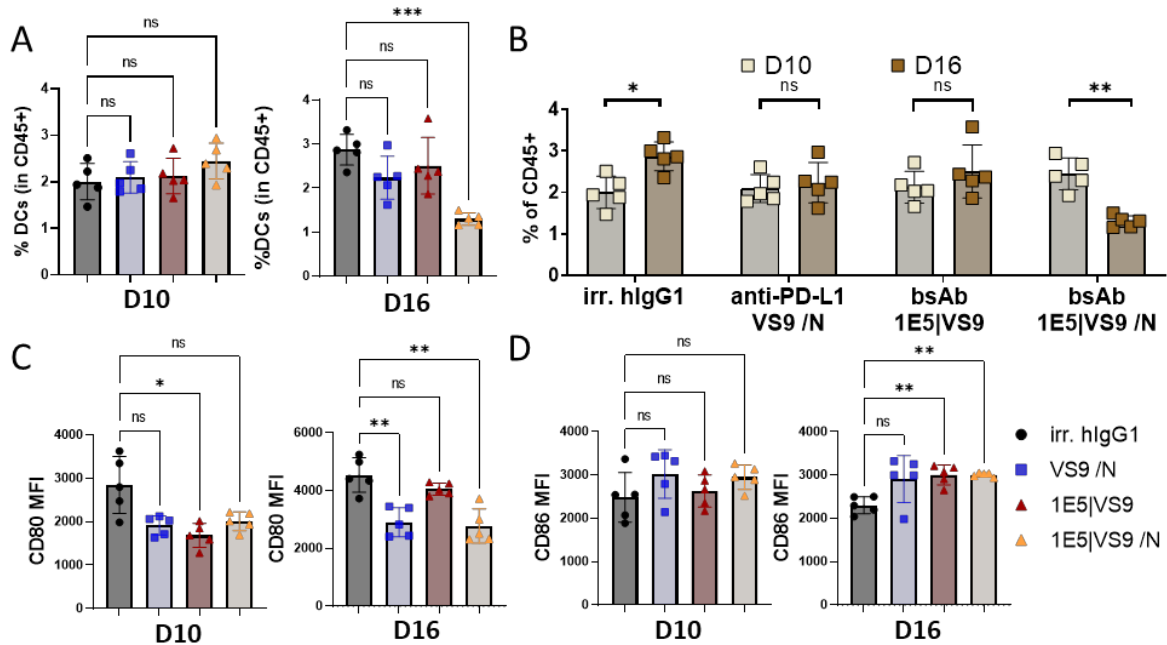 A
ns
ns
ns
% DCs (in CD45+)
4
3
2
1
0
D10
***
ns
ns
%DCs (in CD45+)
5
4
3
2
1
0
D16
B
D10
D16
*
ns
ns
**
% of CD45+
4
3
2
1
0
irr. hIgG1
anti-PD-L1
VS9 /N
bsAb
1E5|VS9
bsAb
1E5|VS9 /N
C
ns
*
ns
CD80 MFI
4000
3000
2000
1000
0
D10
**
ns
**
CD80 MFI
6000
4000
2000
0
D16
D
ns
ns
ns
CD86 MFI
4000
3000
2000
1000
0
D10
**
**
ns
CD86 MFI
4000
3000
2000
1000
0
D16
irr. hIgG1
VS9 /N
1E5|VS9
1E5|VS9 /N